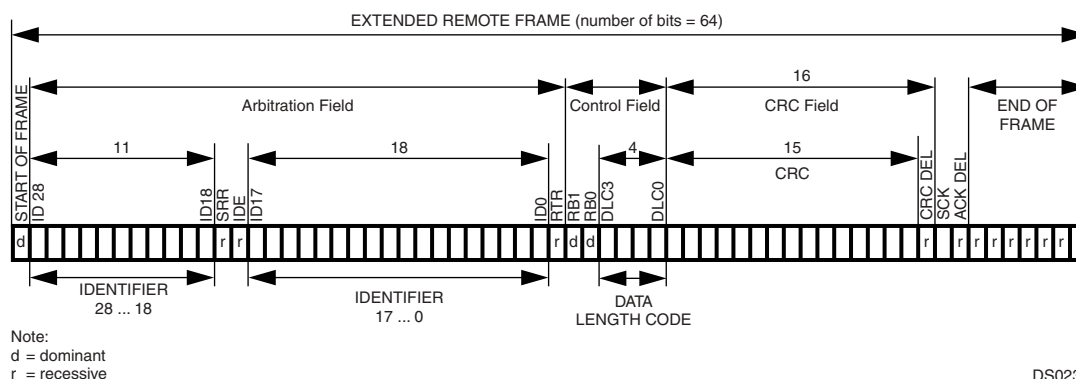 EXTENDED REMOTE FRAME (number of bits = 64)
16
Arbitration Field
Control Field
CRC Field
END OF
FRAME
11
18
4
15
CRC
START OF FRAME
ID 28
ID18
SRR
IDE
ID17
ID0
RTR
RB1
RB0
DLC3
DLC0
CRC DEL
SCK
ACK DEL
d r r r d d r r r r r r r r r
IDENTIFIER
28 ... 18
IDENTIFIER
17 ... 0
DATA
LENGTH CODE
Note:
d = dominant
r = recessive